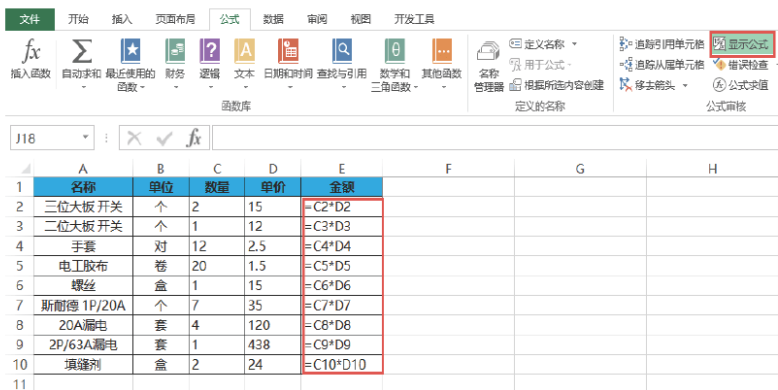 文件 开始 插入 页面布局 公式 数据 审阅 视图 开发工具
fx Σ ? A θ
插入函数 自动求和 最近使用的函数 财务 逻辑 文本 日期和时间 查找与引用 数学和三角函数 其他函数 名称管理器
定义名称 追踪引用单元格 显示公式
用于公式 追踪从属单元格 错误检查
根据所选内容创建 移去箭头 公式求值
函数库 定义的名称 公式审核
J18 fx
A B C D E F G H
1 名称 单位 数量 单价 金额
2 三位大板 开关 个 2 15 =C2*D2
3 二位大板 开关 个 1 12 =C3*D3
4 手套 对 12 2.5 =C4*D4
5 电工胶布 卷 20 1.5 =C5*D5
6 螺丝 盒 1 15 =C6*D6
7 斯耐德 1P/20A 个 7 35 =C7*D7
8 20A漏电 套 4 120 =C8*D8
9 2P/63A漏电 套 1 438 =C9*D9
10 填缝剂 盒 2 24 =C10*D10
11